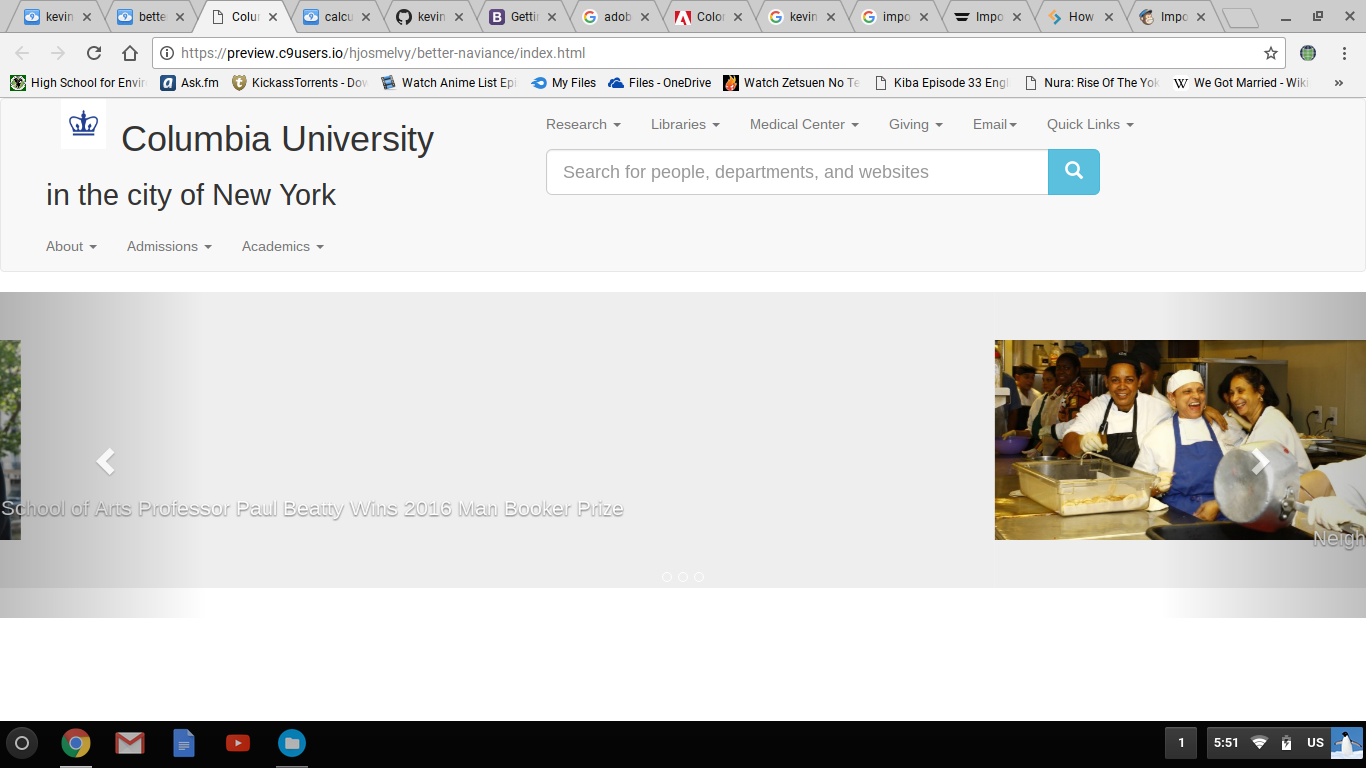 kevin
bette
Colu
calcu
kevin
Getti
adob
Color
kevin
impo
Impo
How
Impo
https://preview.c9users.io/hjosmelvy/better-naviance/index.html
High School for Envir
Ask.fm
KickassTorrents - Dow
Watch Anime List Epi
My Files
Files - OneDrive
Watch Zetsuen No Te
Kiba Episode 33 Engl
Nura: Rise Of The Yok
We Got Married - Wiki
»
Columbia University
in the city of New York
Research
Libraries
Medical Center
Giving
Email
Quick Links
Search for people, departments, and websites
About
Admissions
Academics
School of Arts Professor Paul Beatty Wins 2016 Man Booker Prize
Neigh
1
5:51
US